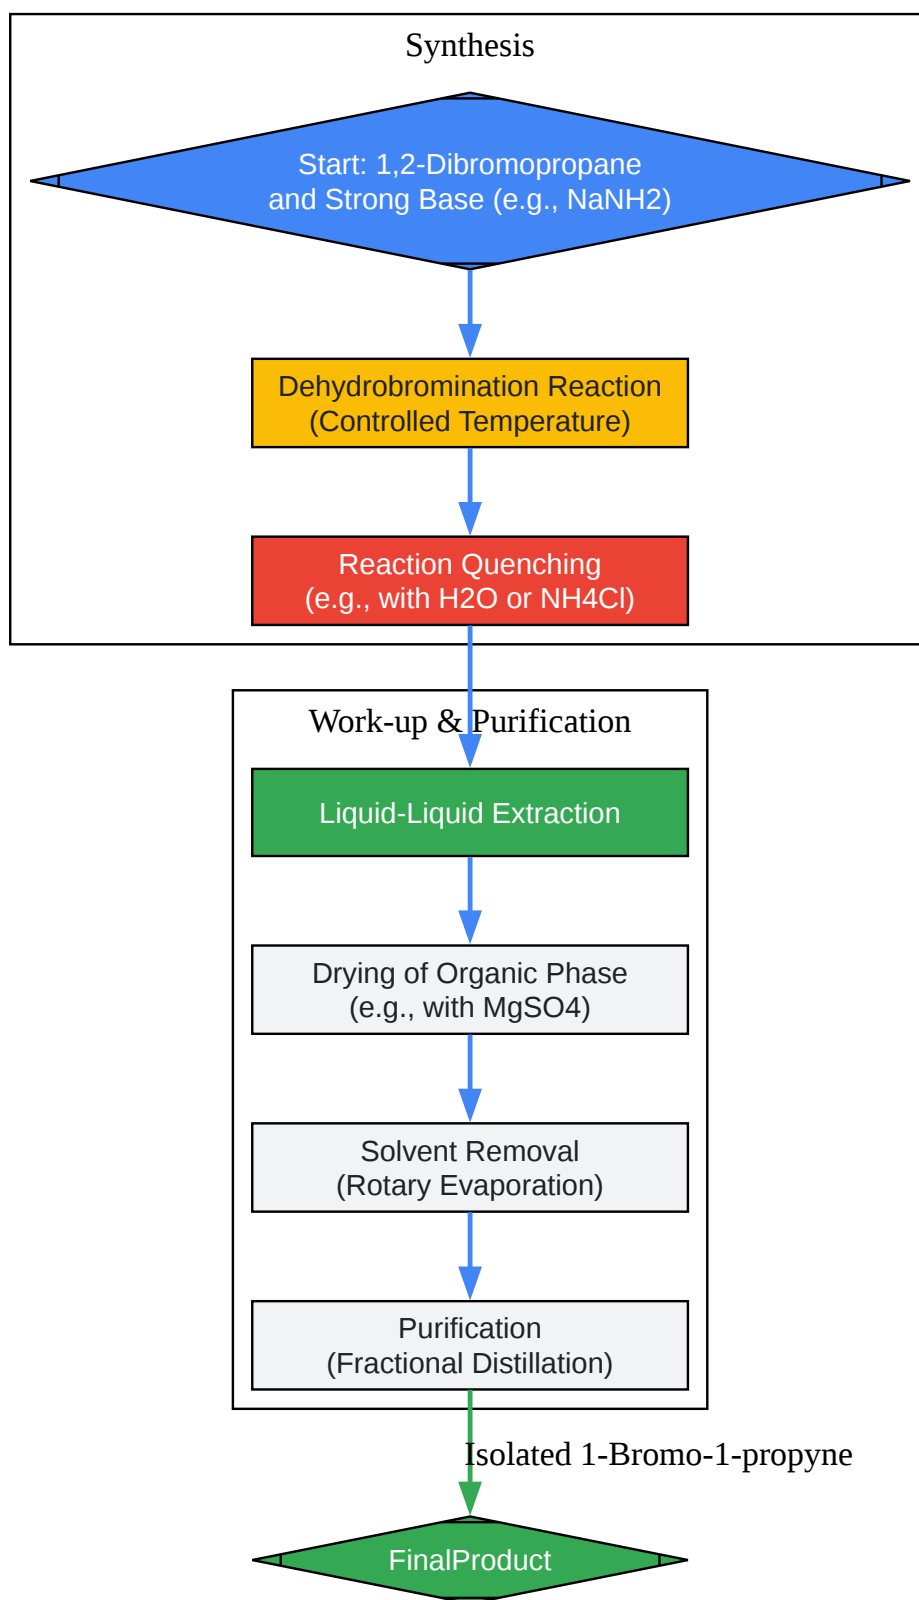 Synthesis
Start: 1,2-Dibromopropane
and Strong Base (e.g., NaNH2)
Dehydrobromination Reaction
(Controlled Temperature)
Reaction Quenching
(e.g., with H2O or NH4Cl)
Work-up & Purification
Liquid-Liquid Extraction
Drying of Organic Phase
(e.g., with MgSO4)
Solvent Removal
(Rotary Evaporation)
Purification
(Fractional Distillation)
Isolated 1-Bromo-1-propyne
FinalProduct